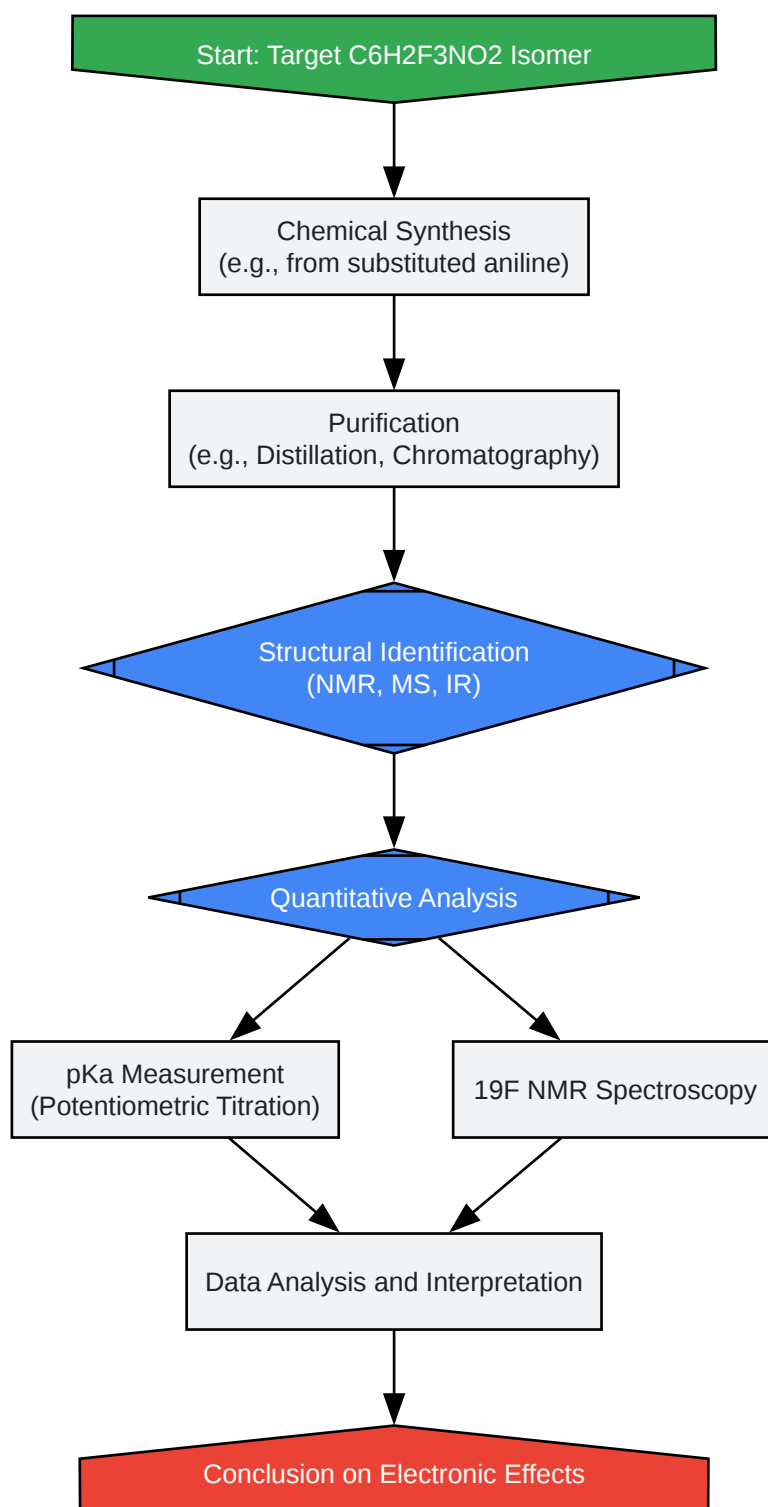 Start: Target C6H2F3NO2 Isomer
Chemical Synthesis
(e.g., from substituted aniline)
Purification
(e.g., Distillation, Chromatography)
Structural Identification
(NMR, MS, IR)
Quantitative Analysis
pKa Measurement
(Potentiometric Titration)
19F NMR Spectroscopy
Data Analysis and Interpretation
Conclusion on Electronic Effects